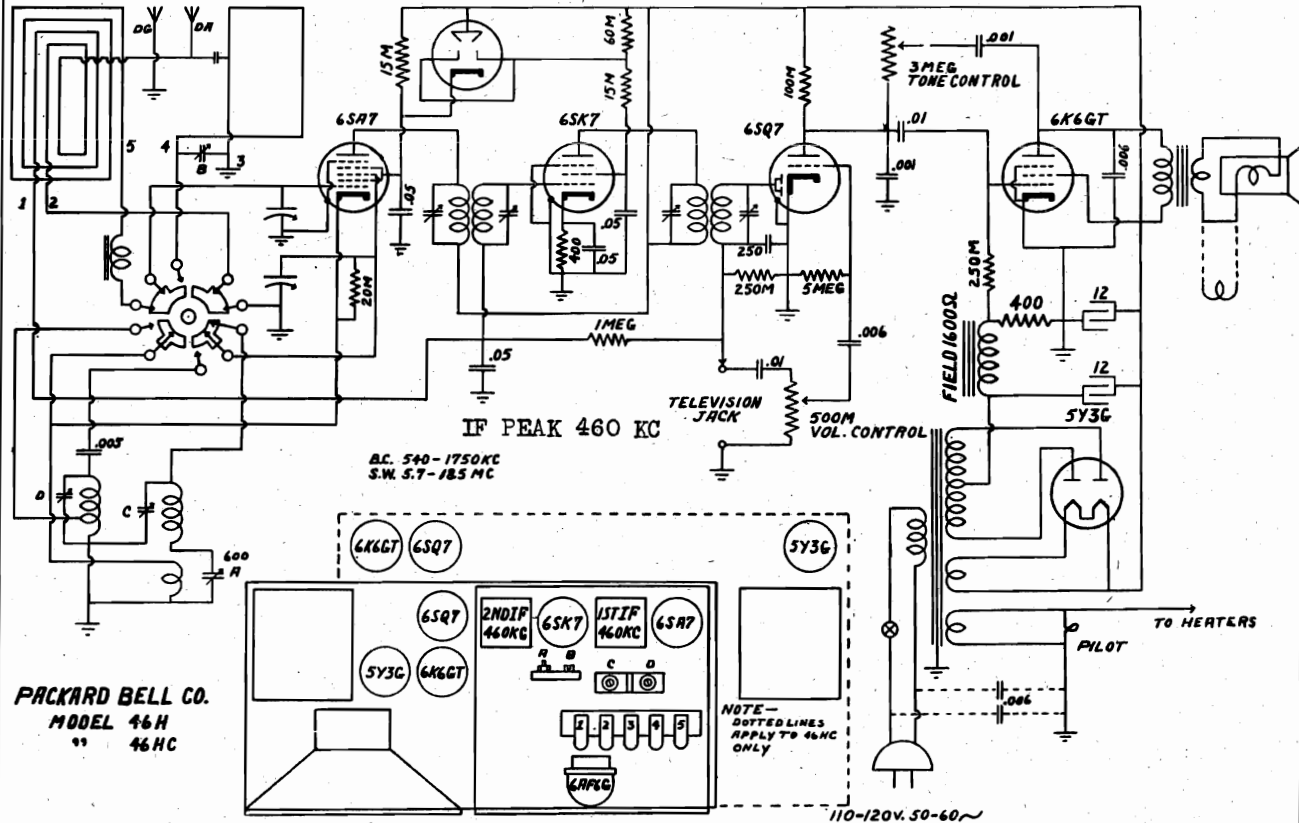 DG
DA
5
4
3
B
1
2
15M
60M
15M
6SA7
.05
20M
6SK7
.05
400
.05
100M
6SQ7
250
250M
5MEG
3MEG
TONE CONTROL
.001
.01
.001
6K6GT
.006
250M
400
12
FIELD 1600Ω
12
5Y3G
1MEG
.05
.01
.006
TELEVISION
JACK
500M
VOL. CONTROL
IF PEAK 460 KC
B.C. 540-1750KC
S.W. 5.7-18.5 MC
.003
D
C
600
A
6K6GT
6SQ7
5Y3G
6SQ7
5Y3G
6K6GT
2NDIF
460KC
6SK7
1STIF
460KC
6SA7
A
B
C
D
1
2
3
4
5
6AF6G
NOTE—
DOTTED LINES
APPLY TO 46HC
ONLY
PACKARD BELL CO.
MODEL 46H
" 46HC
TO HEATERS
PILOT
.006
110-120V. 50-60~